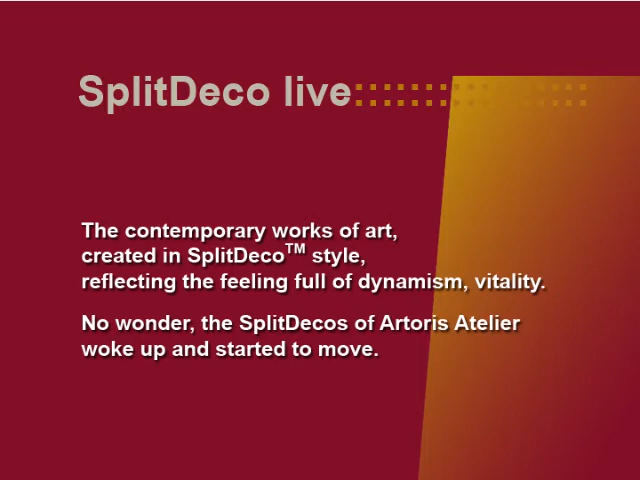 SplitDeco live
The contemporary works of art,
created in SplitDeco™ style,
reflecting the feeling full of dynamism, vitality.
No wonder, the SplitDecos of Artoris Atelier
woke up and started to move.